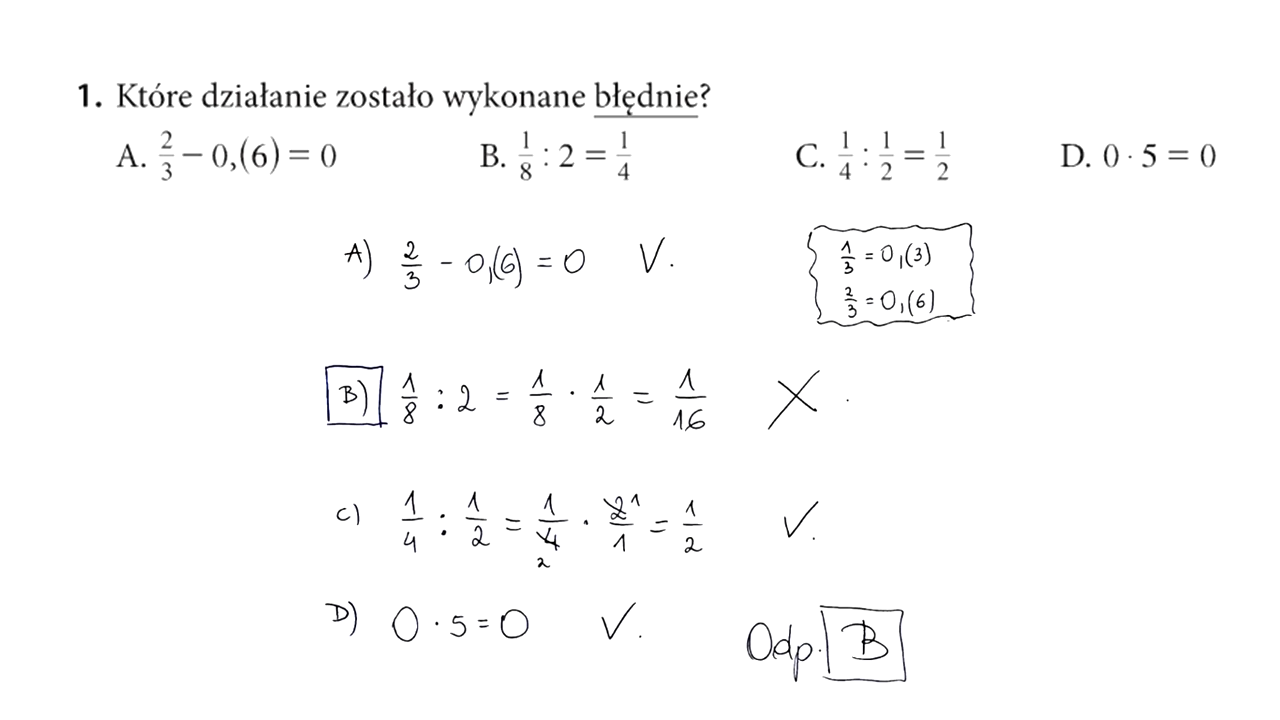 1. Które działanie zostało wykonane błędnie?
A. 2/3 − 0,(6) = 0 B. 1/8 : 2 = 1/4 C. 1/4 : 1/2 = 1/2 D. 0 · 5 = 0
A) 2/3 - 0,(6) = 0 V.
1/3 = 0,(3)
2/3 = 0,(6)
B) 1/8 : 2 = 1/8 · 1/2 = 1/16 X .
C) 1/4 : 1/2 = 1/4 2 · 2 1/1 = 1/2 V.
D) 0 · 5 = 0 V.
Odp. B